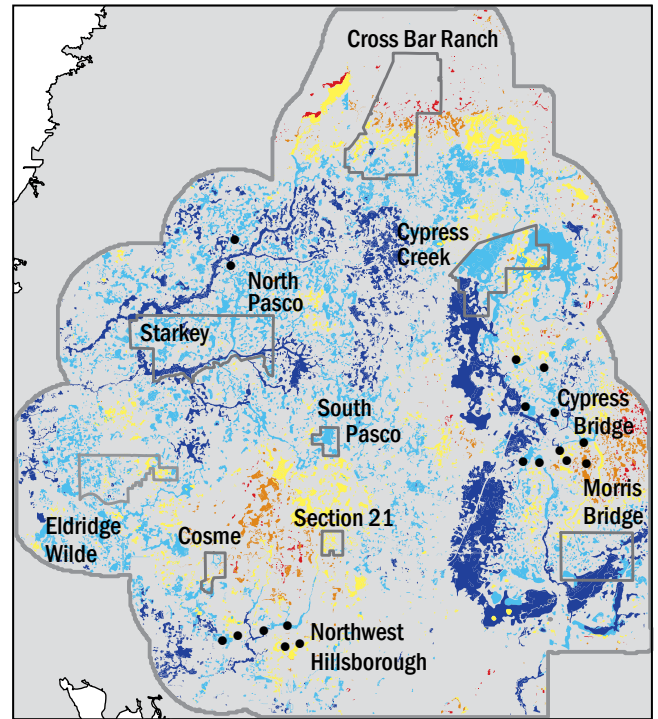 Cross Bar Ranch
Cypress
Creek
North
Pasco
Starkey
South
Pasco
Cypress
Bridge
Eldridge
Wilde
Cosme
Section 21
Morris
Bridge
Northwest
Hillsborough